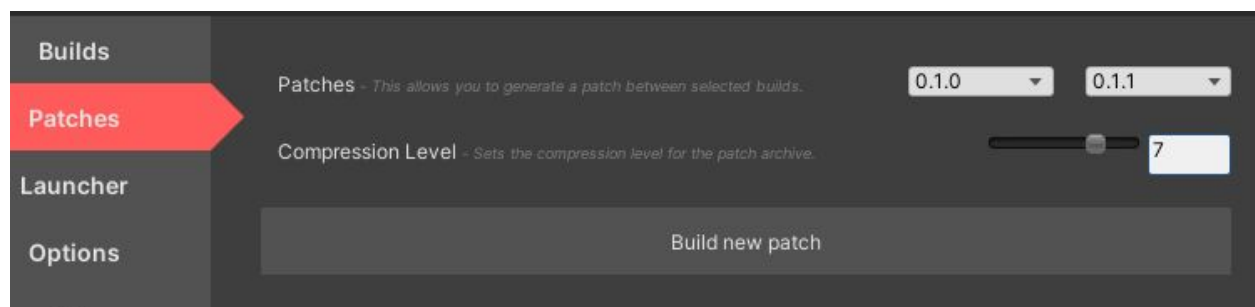 Builds
Patches
Launcher
Options
Patches - This allows you to generate a patch between selected builds. 0.1.0 0.1.1
Compression Level - Sets the compression level for the patch archive. 7
Build new patch